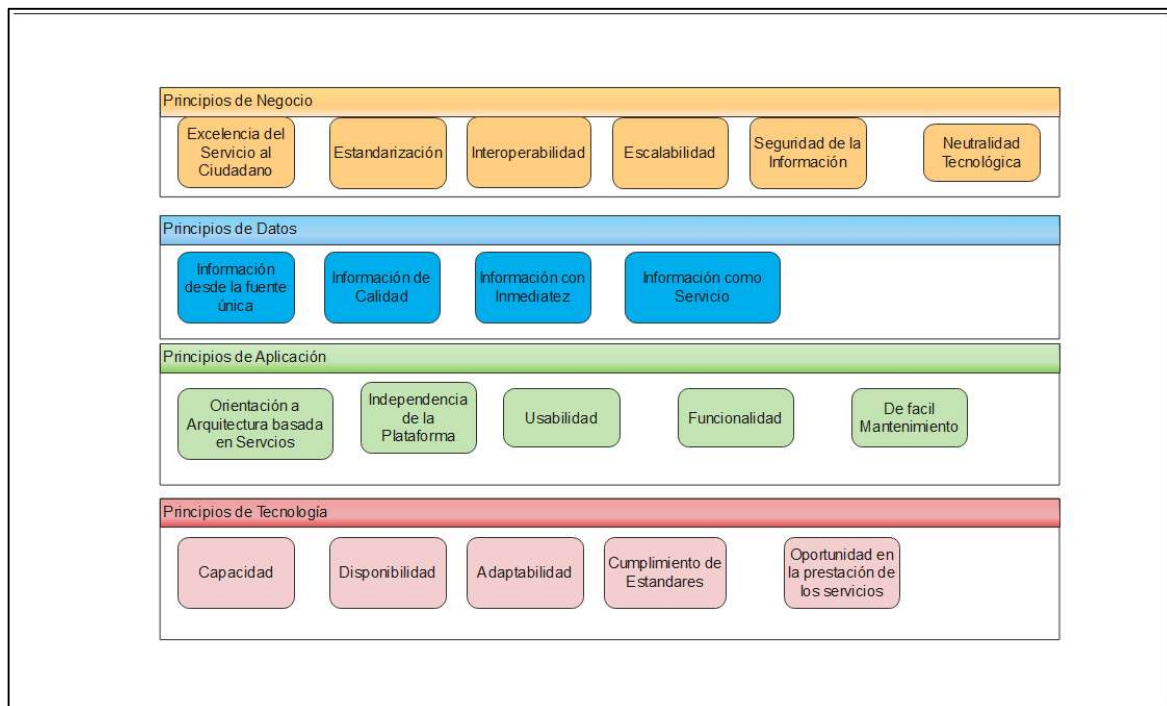 Principios de Negocio
Excelencia del
Servicio al
Ciudadano
Estandarización
Interoperabilidad
Escalabilidad
Seguridad de la
Información
Neutralidad
Tecnológica
Principios de Datos
Información
desde la fuente
única
Información de
Calidad
Información con
Inmediatez
Información como
Servicio
Principios de Aplicación
Orientación a
Arquitectura basada
en Servcios
Independencia
de la
Plataforma
Usabilidad
Funcionalidad
De facil
Mantenimiento
Principios de Tecnología
Capacidad
Disponibilidad
Adaptabilidad
Cumplimiento de
Estandares
Oportunidad en
la prestación de
los servicios